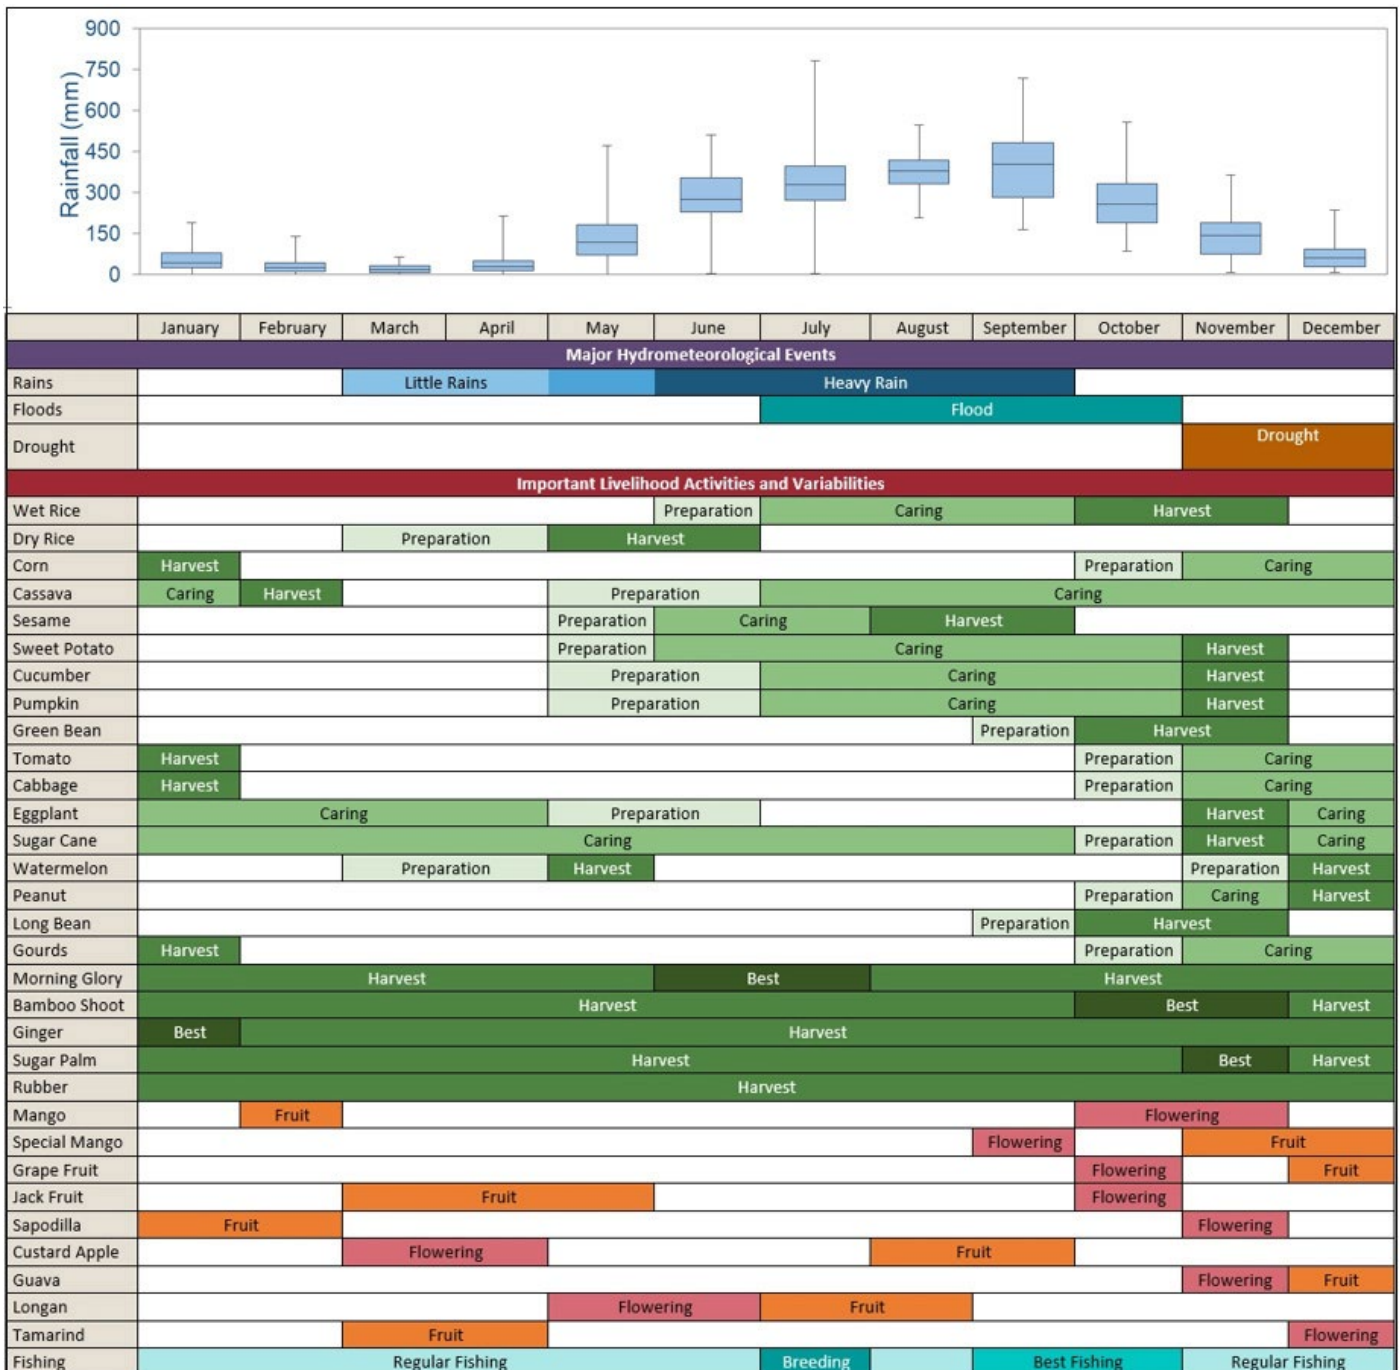 900
750
600
450
300
150
0
Rainfall (mm)
January February March April May June July August September October November December
Major Hydrometeorological Events
Rains Little Rains Heavy Rain
Floods Flood
Drought Drought
Important Livelihood Activities and Variabilities
Wet Rice Preparation Caring Harvest
Dry Rice Preparation Harvest
Corn Harvest Preparation Caring
Cassava Caring Harvest Preparation Caring
Sesame Preparation Caring Harvest
Sweet Potato Preparation Caring Harvest
Cucumber Preparation Caring Harvest
Pumpkin Preparation Caring Harvest
Green Bean Preparation Harvest
Tomato Harvest Preparation Caring
Cabbage Harvest Preparation Caring
Eggplant Caring Preparation Harvest Caring
Sugar Cane Caring Preparation Harvest Caring
Watermelon Preparation Harvest Preparation Harvest
Peanut Preparation Caring Harvest
Long Bean Preparation Harvest
Gourds Harvest Preparation Caring
Morning Glory Harvest Best Harvest
Bamboo Shoot Harvest Best Harvest
Ginger Best Harvest
Sugar Palm Harvest Best Harvest
Rubber Harvest
Mango Fruit Flowering
Special Mango Flowering Fruit
Grape Fruit Flowering Fruit
Jack Fruit Fruit Flowering
Sapodilla Fruit Flowering
Custard Apple Flowering Fruit
Guava Flowering Fruit
Longan Flowering Fruit
Tamarind Fruit Flowering
Fishing Regular Fishing Breeding Best Fishing Regular Fishing